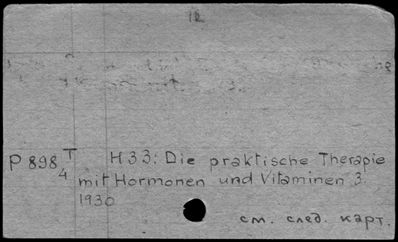 12
P 898 T/4 H 33: Die praktische Therapie
mit Hormonen und Vitaminen 3.
1930
см. след. карт.